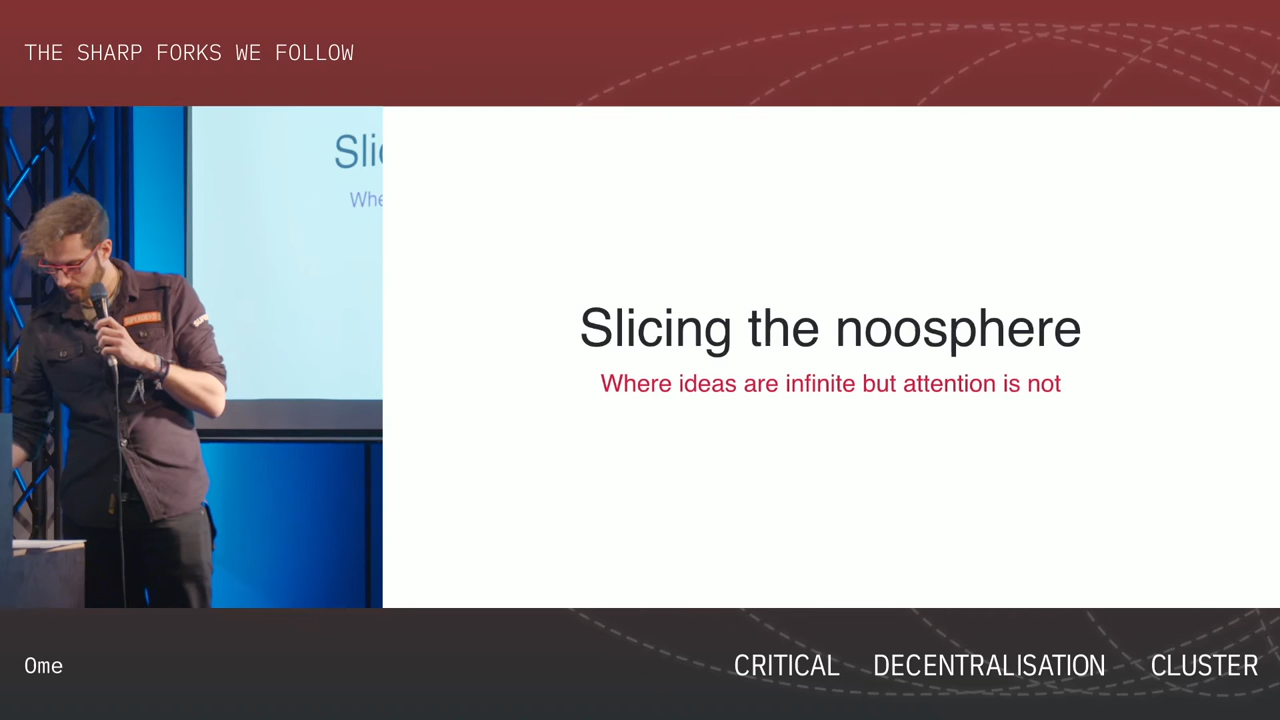 THE SHARP FORKS WE FOLLOW
Slic
Whe
Slicing the noosphere
Where ideas are infinite but attention is not
Ome
CRITICAL DECENTRALISATION CLUSTER